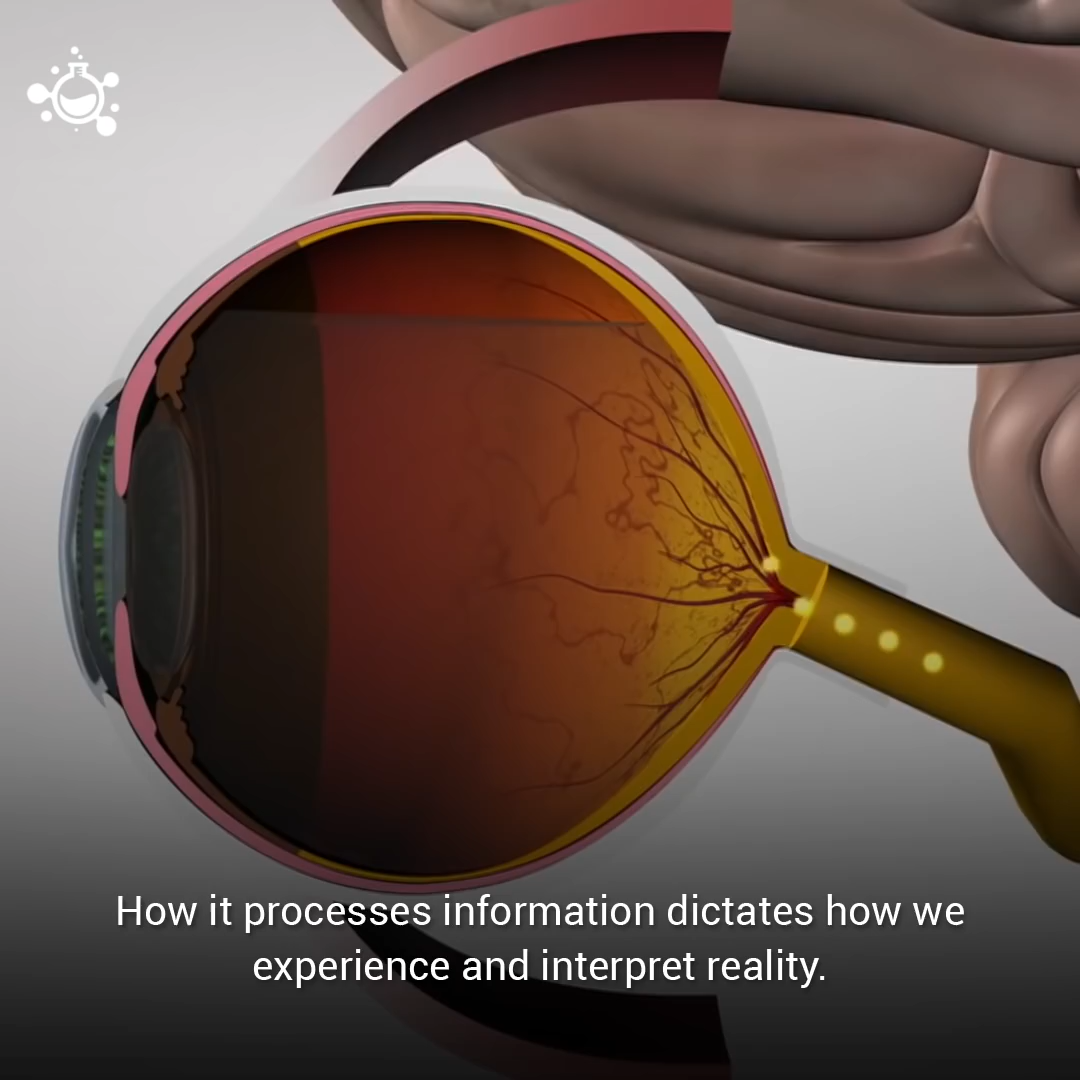 How it processes information dictates how we
experience and interpret reality.